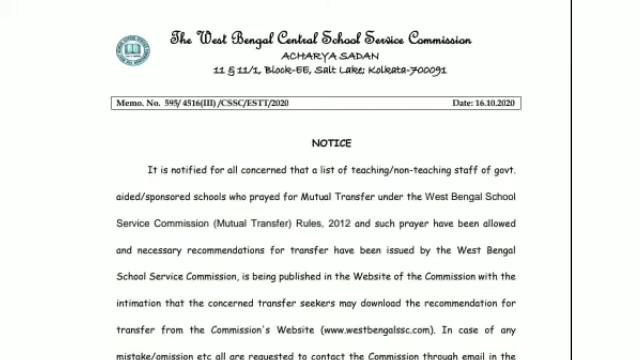 The West Bengal Central School Service Commission
ACHARYA SADAN
11 & 11/1, Block-EE, Salt Lake; Kolkata-700091
Memo. No. 595/ 4516(III) /CSSC/ESTT/2020 Date: 16.10.2020
NOTICE
It is notified for all concerned that a list of teaching/non-teaching staff of govt.
aided/sponsored schools who prayed for Mutual Transfer under the West Bengal School
Service Commission (Mutual Transfer) Rules, 2012 and such prayer have been allowed
and necessary recommendations for transfer have been issued by the West Bengal
School Service Commission, is being published in the Website of the Commission with the
intimation that the concerned transfer seekers may download the recommendation for
transfer from the Commission's Website (www.westbengalssc.com). In case of any
mistake/omission etc all are requested to contact the Commission through email in the